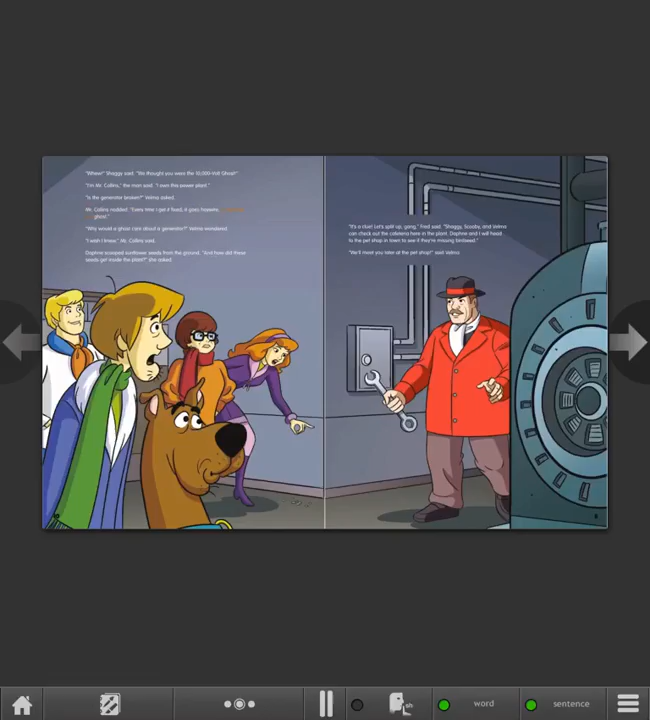 "Whew!" Shaggy said. "We thought you were the 10,000-Volt Ghost!"
"I'm Mr. Collins," the man said. "I own this power plant."
"Is the generator broken?" Velma asked.
Mr. Collins nodded. "Every time I get it fixed, it goes haywire,
ghost."
"Why would a ghost care about a generator?" Velma wondered.
"I wish I knew," Mr. Collins said.
Daphne scooped sunflower seeds from the ground. "And how did these
seeds get inside the plant?" she asked.
"It's a clue! Let's split up, gang," Fred said. "Shaggy, Scooby, and Velma
can check out the cafeteria here in the plant. Daphne and I will head
to the pet shop in town to see if they're missing birdseed."
"We'll meet you later at the pet shop!" said Velma.
sh
word
sentence